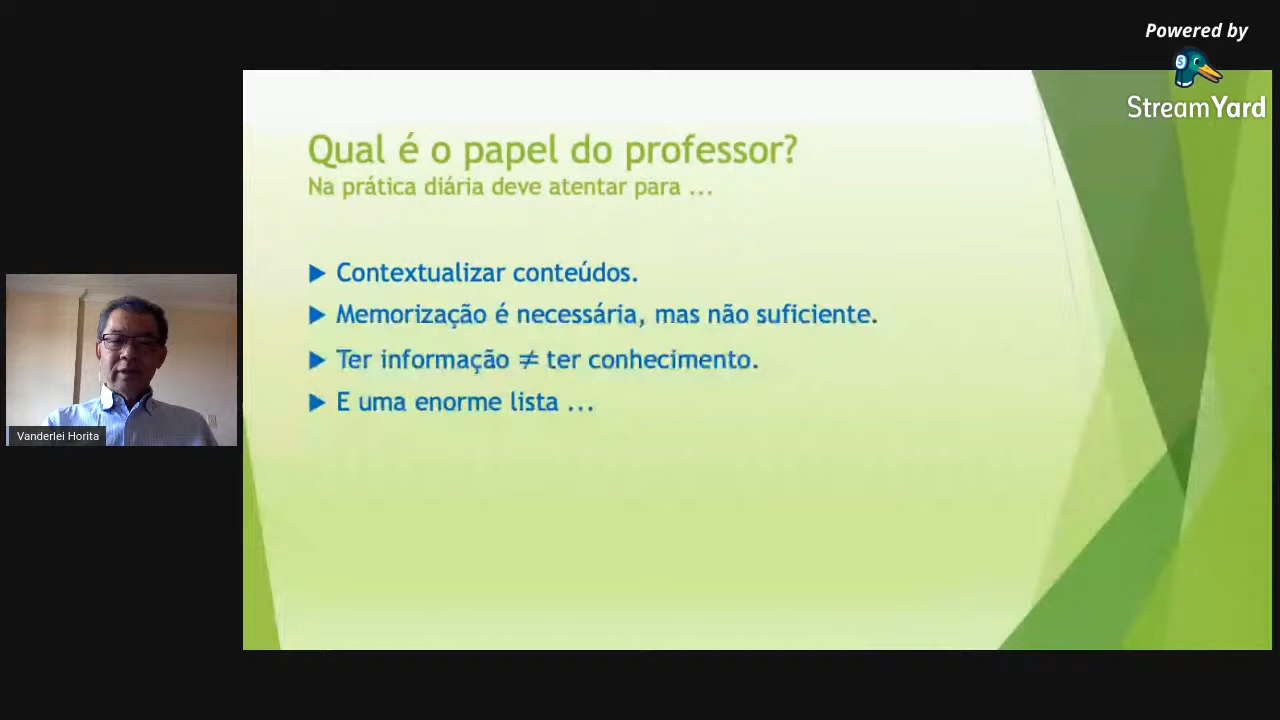 Powered by
StreamYard
Qual é o papel do professor?
Na prática diária deve atentar para ...
Contextualizar conteúdos.
Memorização é necessária, mas não suficiente.
Ter informação ≠ ter conhecimento.
E uma enorme lista ...
Vanderlei Horita